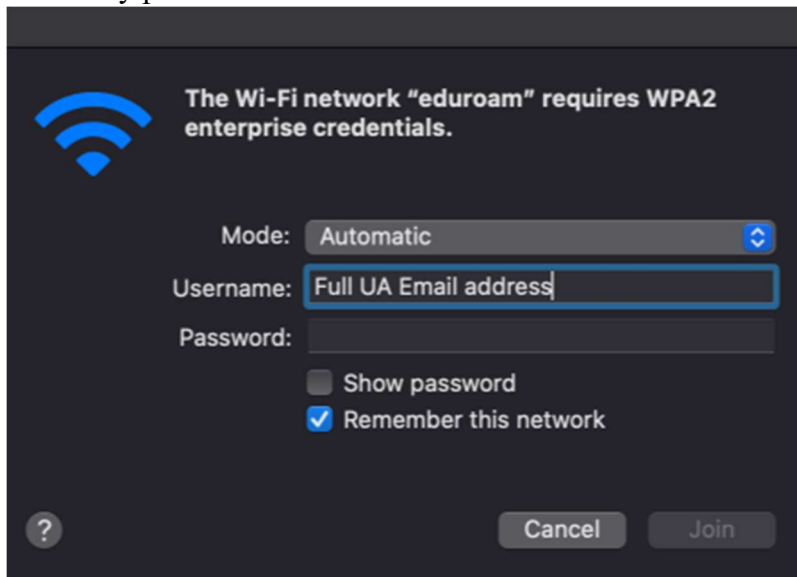 The Wi-Fi network “eduroam” requires WPA2
enterprise credentials.
Mode: Automatic
Username: Full UA Email address
Password:
Show password
Remember this network
? Cancel Join